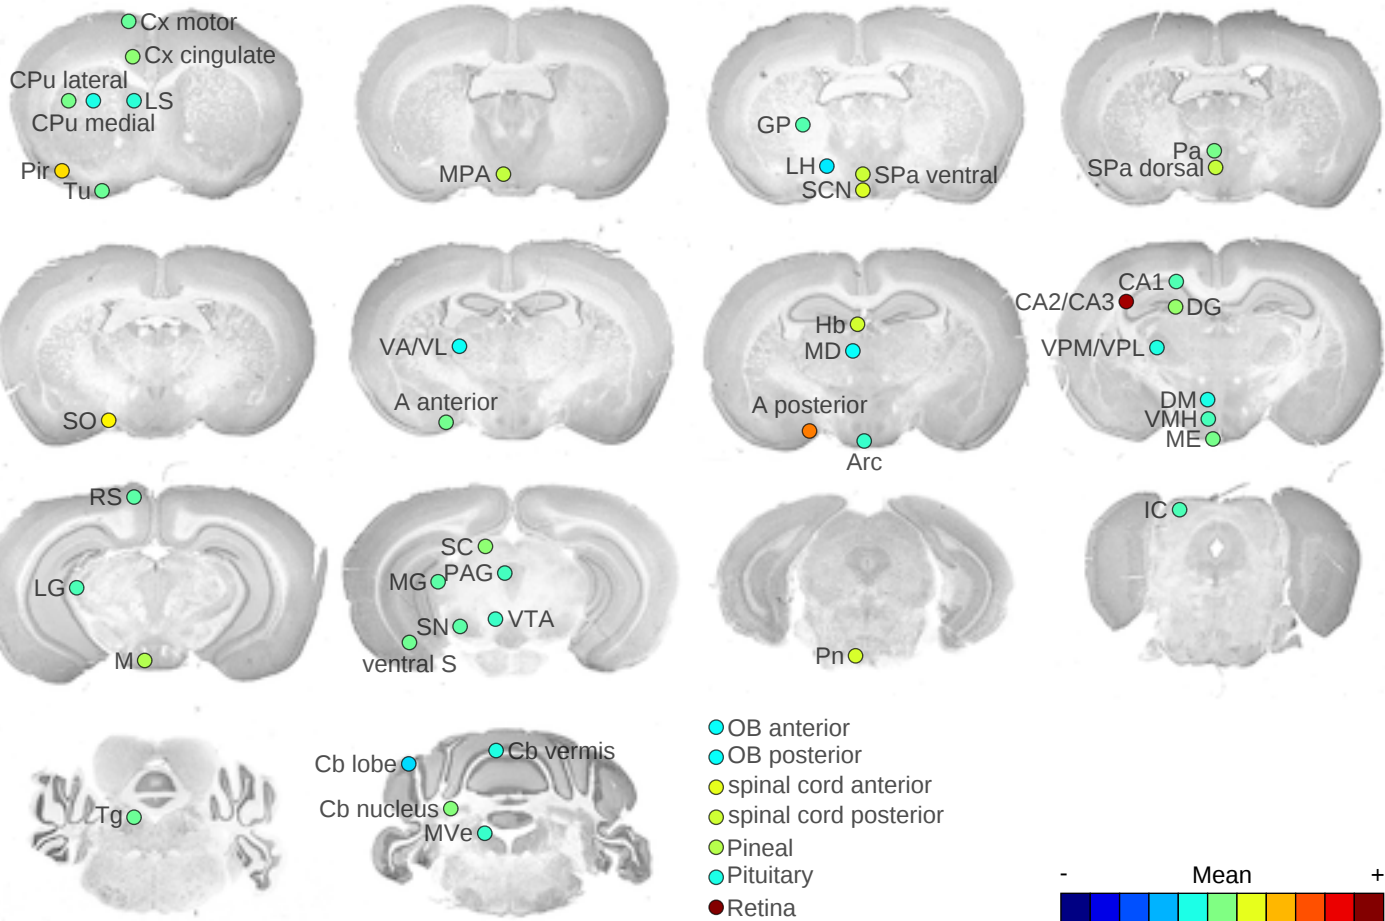 Cx motor
Cx cingulate
CPu lateral
LS
CPu medial
Pir
Tu
MPA
GP
LH
SPa ventral
SCN
Pa
SPa dorsal
SO
VA/VL
A anterior
Hb
MD
A posterior
Arc
CA1
CA2/CA3
DG
VPM/VPL
DM
VMH
ME
RS
LG
M
SC
PAG
MG
VTA
SN
ventral S
Pn
IC
Tg
Cb vermis
Cb lobe
Cb nucleus
MVe
OB anterior
OB posterior
spinal cord anterior
spinal cord posterior
Pineal
Pituitary
Retina
- Mean +